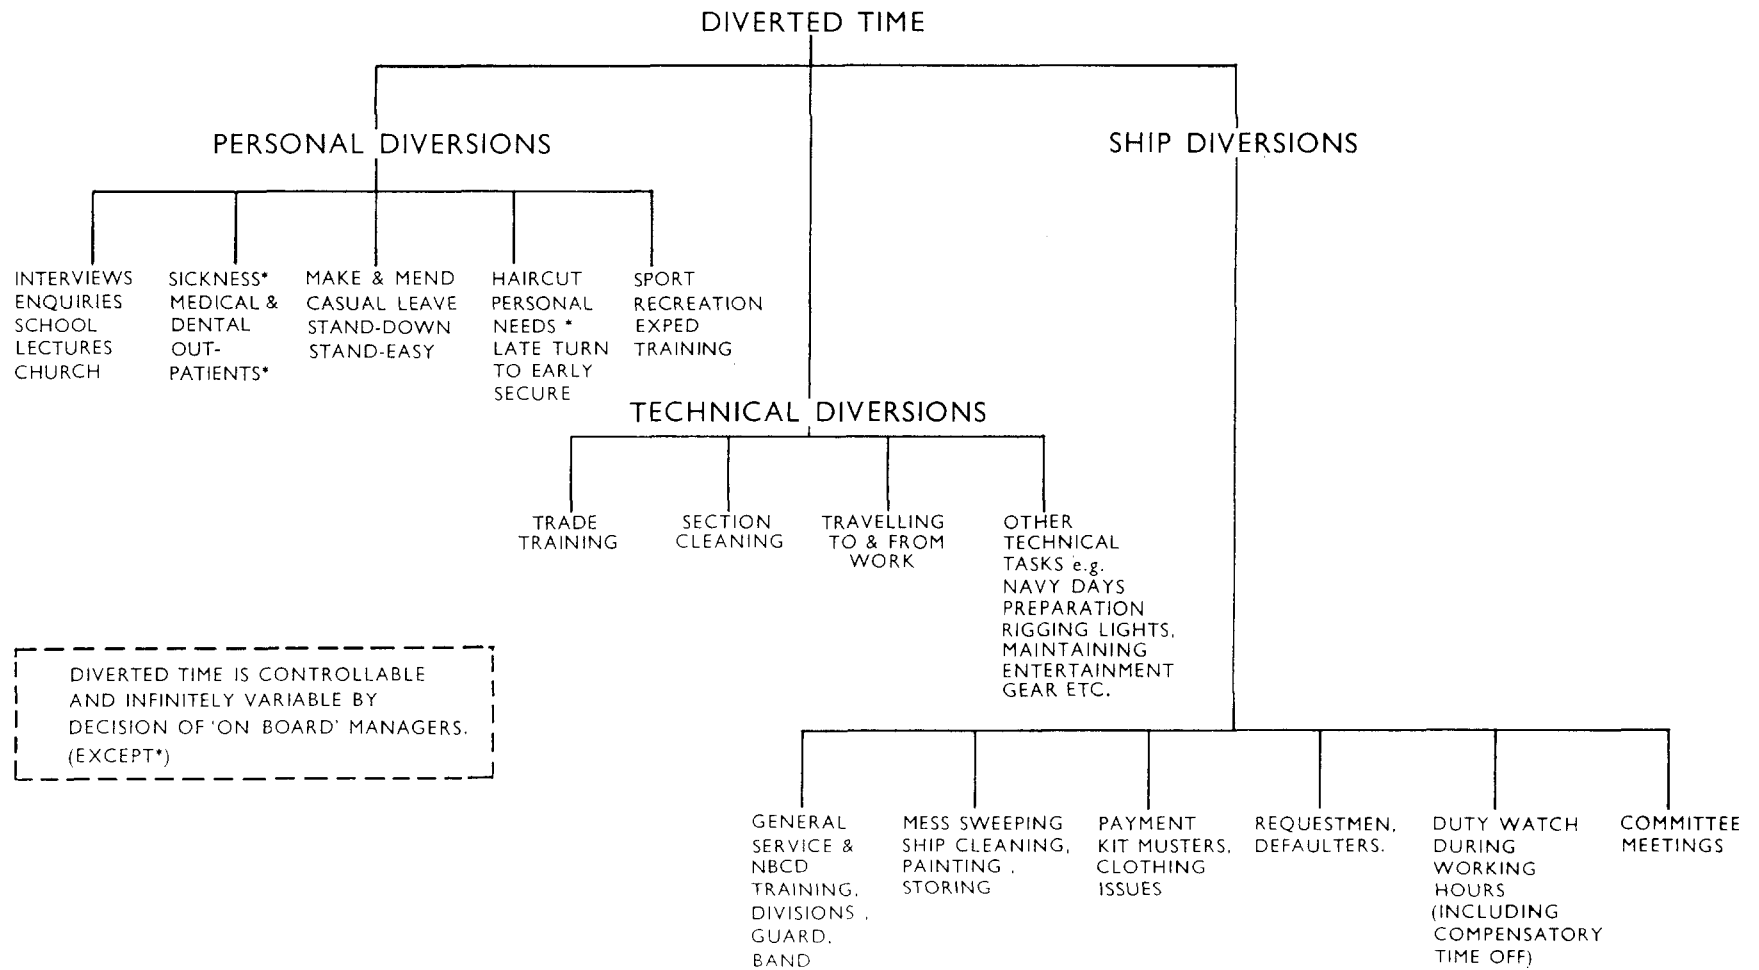 DIVERTED TIME
PERSONAL DIVERSIONS
SHIP DIVERSIONS
INTERVIEWS
ENQUIRIES
SCHOOL
LECTURES
CHURCH
SICKNESS*
MEDICAL &
DENTAL
OUT-
PATIENTS*
MAKE & MEND
CASUAL LEAVE
STAND-DOWN
STAND-EASY
HAIRCUT
PERSONAL
NEEDS *
LATE TURN
TO EARLY
SECURE
SPORT
RECREATION
EXPED
TRAINING
TECHNICAL DIVERSIONS
TRADE
TRAINING
SECTION
CLEANING
TRAVELLING
TO & FROM
WORK
OTHER
TECHNICAL
TASKS e.g.
NAVY DAYS
PREPARATION
RIGGING LIGHTS,
MAINTAINING
ENTERTAINMENT
GEAR ETC.
DIVERTED TIME IS CONTROLLABLE
AND INFINITELY VARIABLE BY
DECISION OF 'ON BOARD' MANAGERS.
(EXCEPT*)
GENERAL
SERVICE &
NBCD
TRAINING,
DIVISIONS ,
GUARD,
BAND
MESS SWEEPING
SHIP CLEANING,
PAINTING ,
STORING
PAYMENT
KIT MUSTERS,
CLOTHING
ISSUES
REQUESTMEN,
DEFAULTERS.
DUTY WATCH
DURING
WORKING
HOURS
(INCLUDING
COMPENSATORY
TIME OFF)
COMMITTEE
MEETINGS